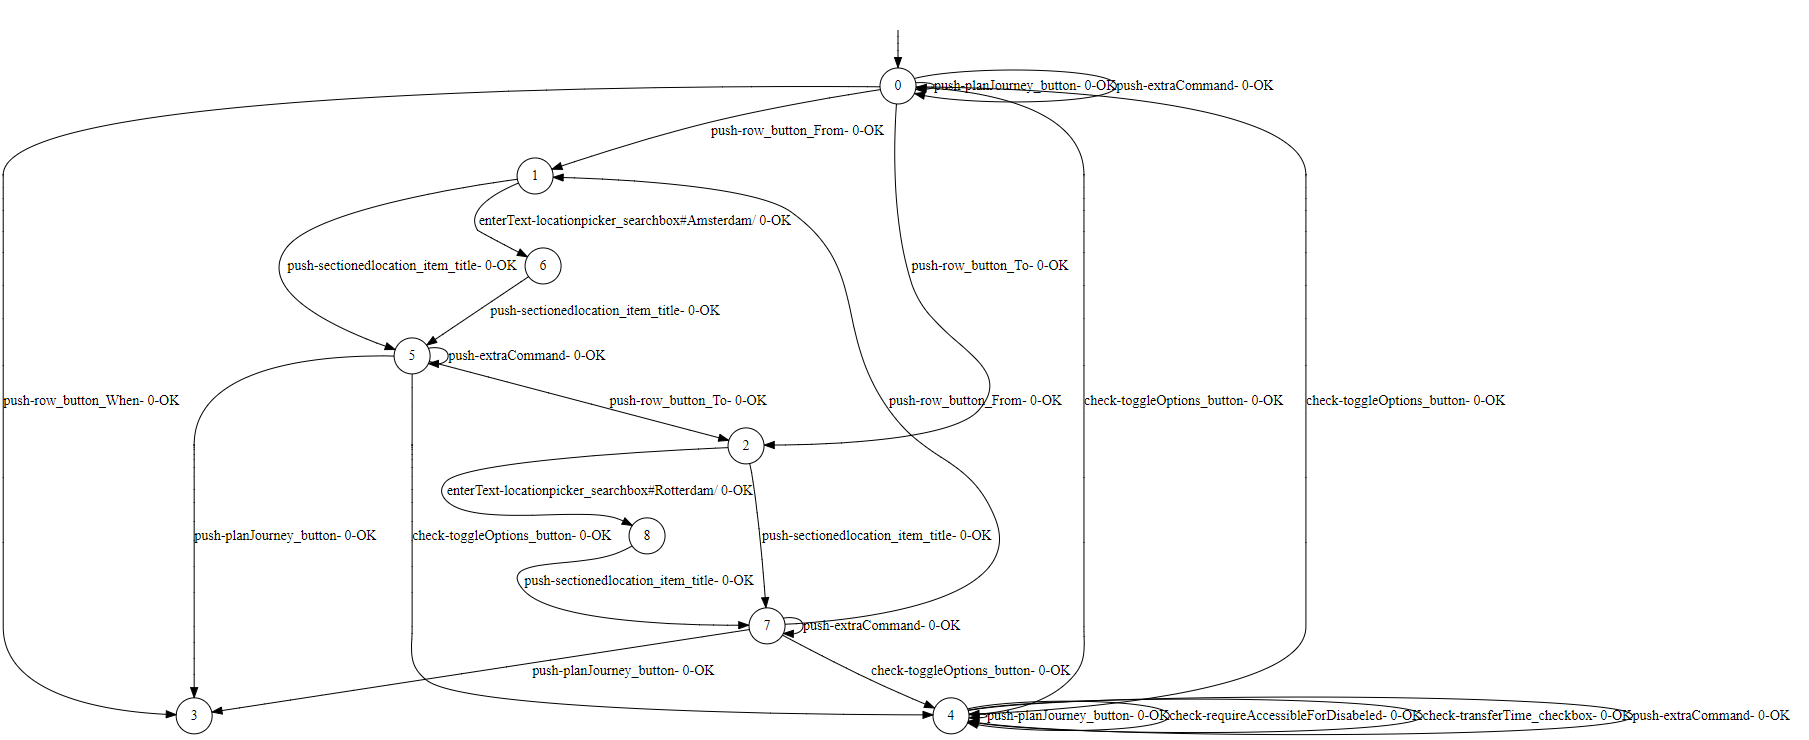 0
push-planJourney_button- 0-OK
push-extraCommand- 0-OK
push-row_button_From- 0-OK
1
enterText-locationpicker_searchbox#Amsterdam/ 0-OK
push-sectionedlocation_item_title- 0-OK
6
push-row_button_To- 0-OK
push-sectionedlocation_item_title- 0-OK
5
push-extraCommand- 0-OK
push-row_button_When- 0-OK
push-row_button_To- 0-OK
push-row_button_From- 0-OK
check-toggleOptions_button- 0-OK
check-toggleOptions_button- 0-OK
2
enterText-locationpicker_searchbox#Rotterdam/ 0-OK
push-planJourney_button- 0-OK
check-toggleOptions_button- 0-OK
8
push-sectionedlocation_item_title- 0-OK
push-sectionedlocation_item_title- 0-OK
7
push-extraCommand- 0-OK
push-planJourney_button- 0-OK
check-toggleOptions_button- 0-OK
3
4
push-planJourney_button- 0-OK
check-requireAccessibleForDisabeled- 0-OK
check-transferTime_checkbox- 0-OK
push-extraCommand- 0-OK